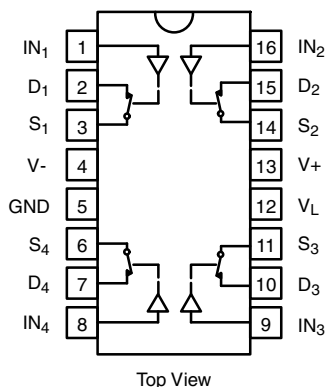 IN1 1 16 IN2
D1 2 15 D2
S1 3 14 S2
V- 4 13 V+
GND 5 12 VL
S4 6 11 S3
D4 7 10 D3
IN4 8 9 IN3
Top View